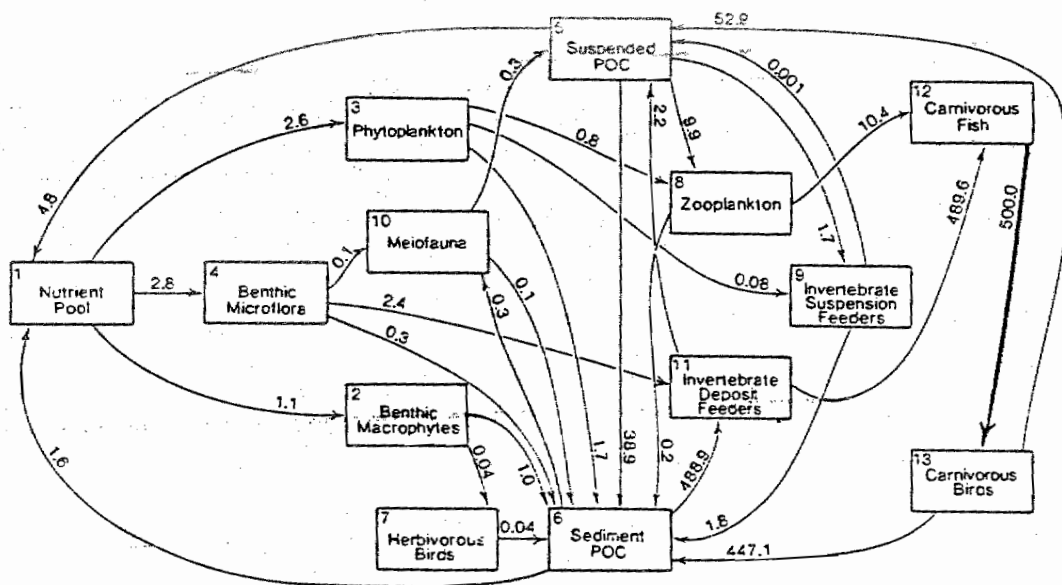 52.9
5
Suspended
POC
0.3
0.001
12
Carnivorous
Fish
3
Phytoplankton
2.6
0.8
2.2
9.9
10.4
8
Zooplankton
489.6
500.0
4.8
10
Meiofauna
0.1
1.7
1
Nutrient
Pool
2.8
4
Benthic
Microflora
2.4
0.1
0.3
0.08
9
Invertebrate
Suspension
Feeders
0.3
11
Invertebrate
Deposit
Feeders
1.1
2
Benthic
Macrophytes
1.6
0.04
1.0
1.7
38.9
0.2
488.9
13
Carnivorous
Birds
7
Herbivorous
Birds
0.04
6
Sediment
POC
1.8
447.1